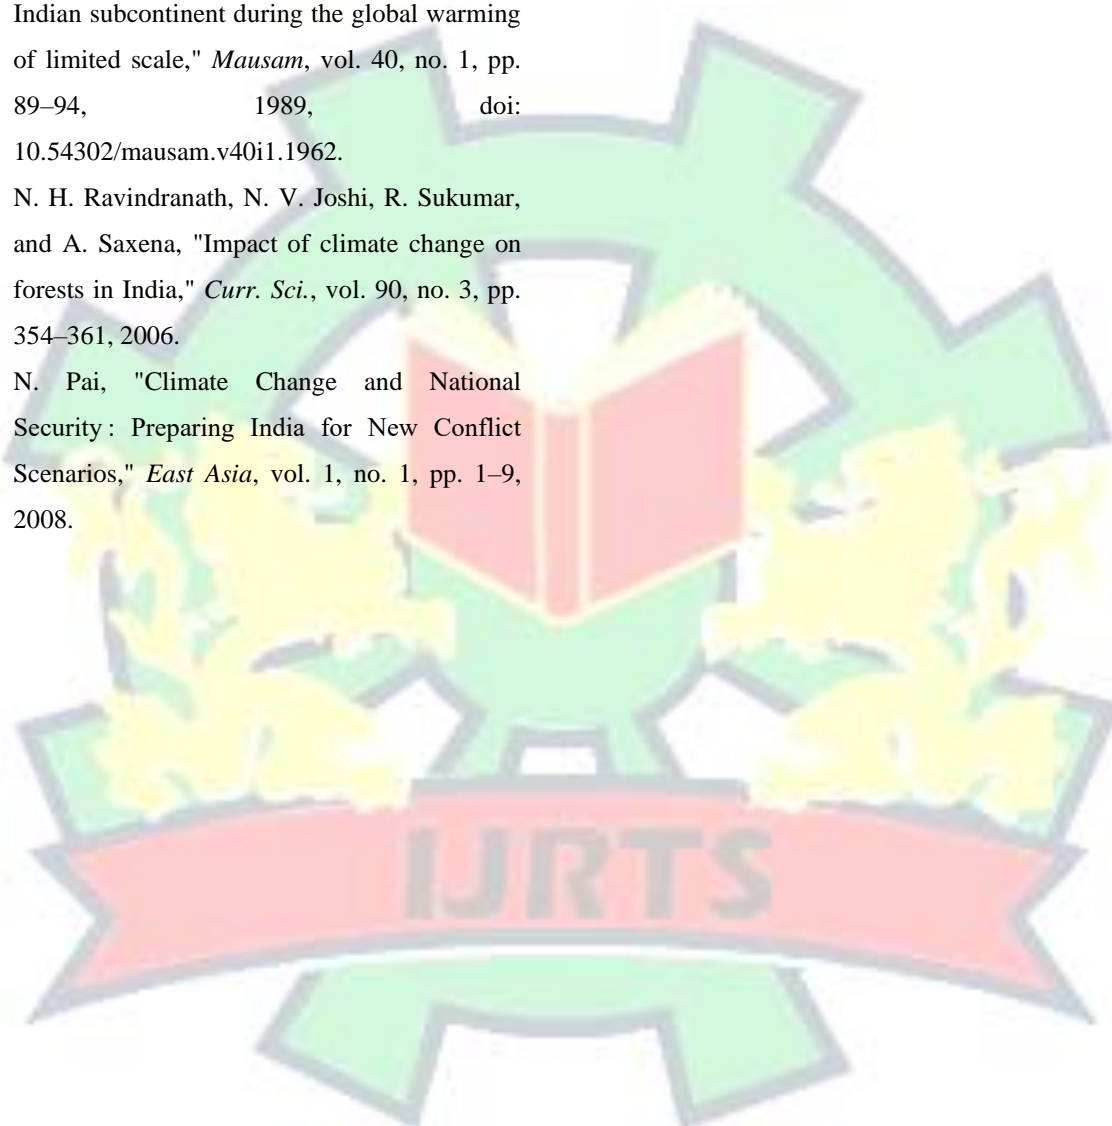 Indian subcontinent during the global warming
of limited scale," Mausam, vol. 40, no. 1, pp.
89–94, 1989, doi:
10.54302/mausam.v40i1.1962.
N. H. Ravindranath, N. V. Joshi, R. Sukumar,
and A. Saxena, "Impact of climate change on
forests in India," Curr. Sci., vol. 90, no. 3, pp.
354–361, 2006.
N. Pai, "Climate Change and National
Security : Preparing India for New Conflict
Scenarios," East Asia, vol. 1, no. 1, pp. 1–9,
2008.
IJRTS